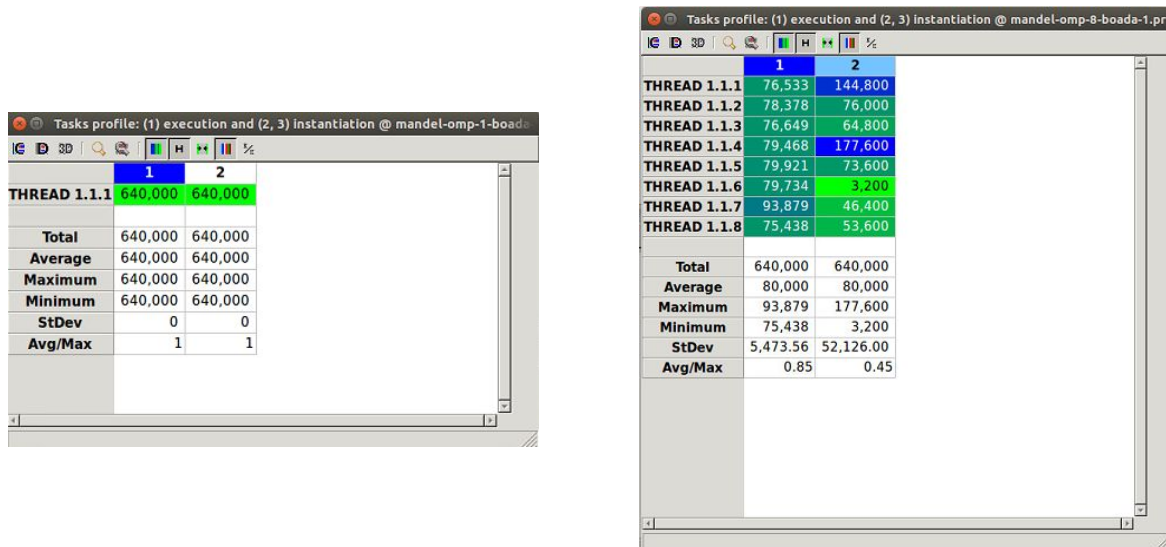 Tasks profile: (1) execution and (2, 3) instantiation @ mandel-omp-1-boada
3D
1 2
THREAD 1.1.1 640,000 640,000
Total 640,000 640,000
Average 640,000 640,000
Maximum 640,000 640,000
Minimum 640,000 640,000
StDev 0 0
Avg/Max 1 1
Tasks profile: (1) execution and (2, 3) instantiation @ mandel-omp-8-boada-1.pr
3D
H
1 2
THREAD 1.1.1 76,533 144,800
THREAD 1.1.2 78,378 76,000
THREAD 1.1.3 76,649 64,800
THREAD 1.1.4 79,468 177,600
THREAD 1.1.5 79,921 73,600
THREAD 1.1.6 79,734 3,200
THREAD 1.1.7 93,879 46,400
THREAD 1.1.8 75,438 53,600
Total 640,000 640,000
Average 80,000 80,000
Maximum 93,879 177,600
Minimum 75,438 3,200
StDev 5,473.56 52,126.00
Avg/Max 0.85 0.45